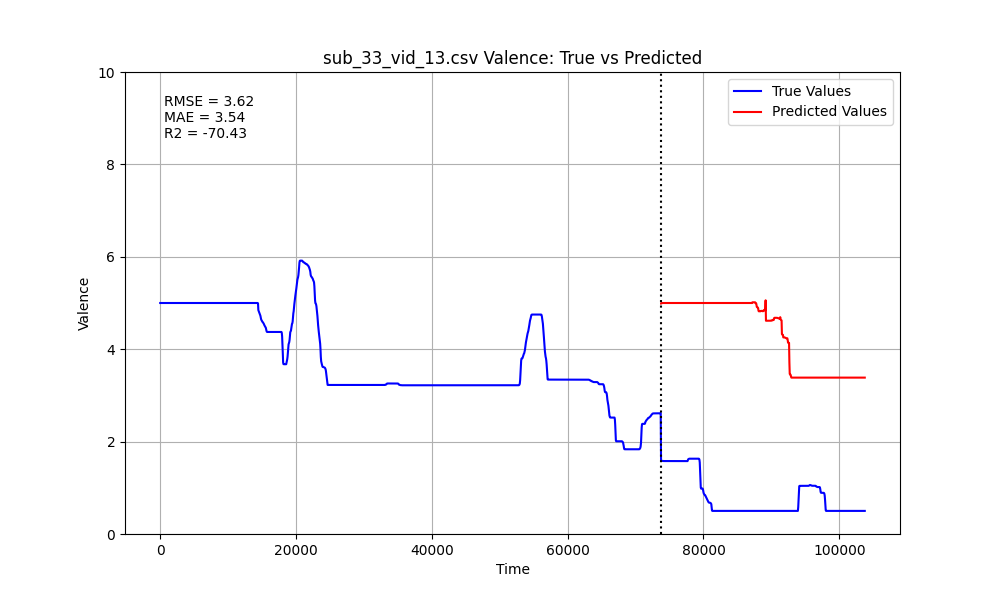 sub_33_vid_13.csv Valence: True vs Predicted
RMSE = 3.62
MAE = 3.54
R2 = -70.43
True Values
Predicted Values
Valence
10
8
6
4
2
0
0 20000 40000 60000 80000 100000
Time